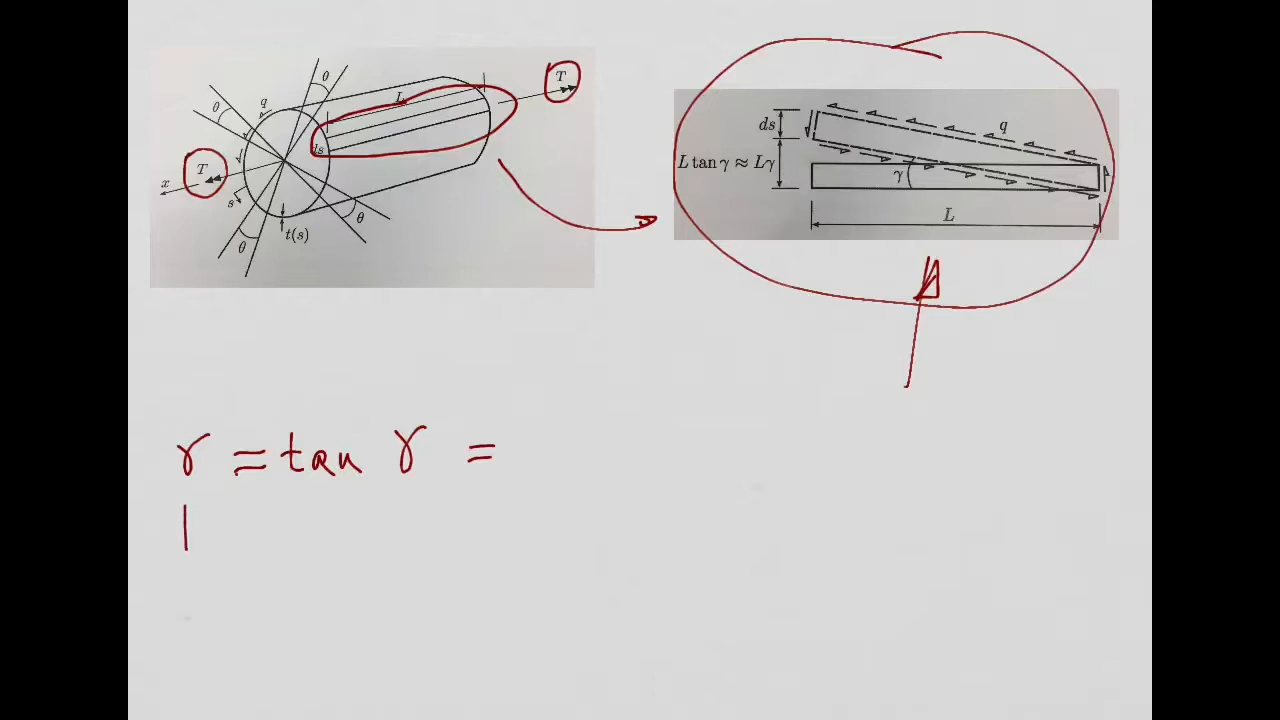 θ
T
L
q
θ
ds
T
x
s
θ
θ
t(s)
ds
q
L tan γ ≈ Lγ
γ
L
γ ≈ tan γ =